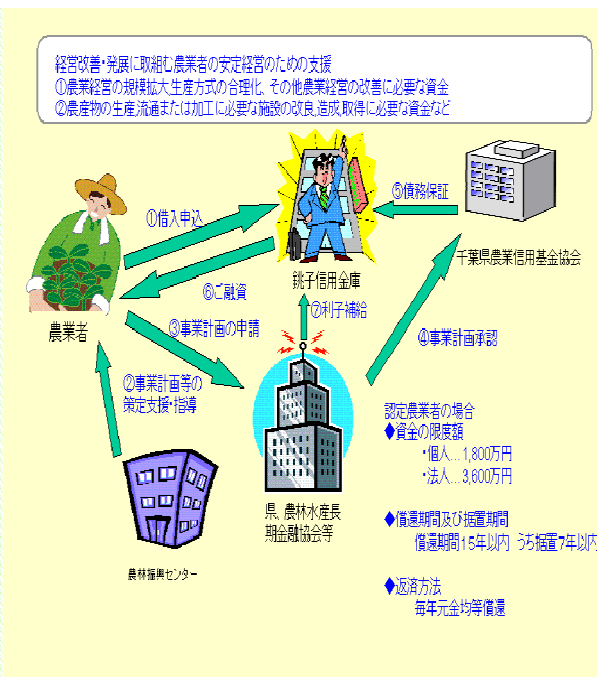 経営改善・発展に取組む農業者の安定経営のための支援
①農業経営の規模拡大,生産方式の合理化、その他農業経営の改善に必要な資金
②農産物の生産,流通または加工に必要な施設の改良,造成,取得に必要な資金など
①借入申込
⑤債務保証
千葉県農業信用基金協会
銚子信用金庫
⑥ご融資
農業者
③事業計画の申請
⑦利子補給
④事業計画承認
②事業計画等の
策定支援・指導
県、農林水産長
期金融協会等
農林振興センター
認定農業者の場合
◆資金の限度額
・個人…1,800万円
・法人…3,600万円
◆償還期間及び据置期間
償還期間15年以内 うち据置7年以内
◆返済方法
毎年元金均等償還